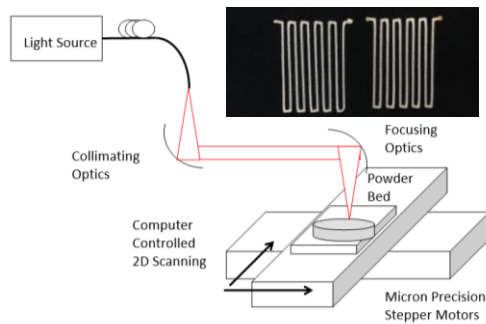 Light Source
Collimating
Optics
Focusing
Optics
Powder
Bed
Computer
Controlled
2D Scanning
Micron Precision
Stepper Motors